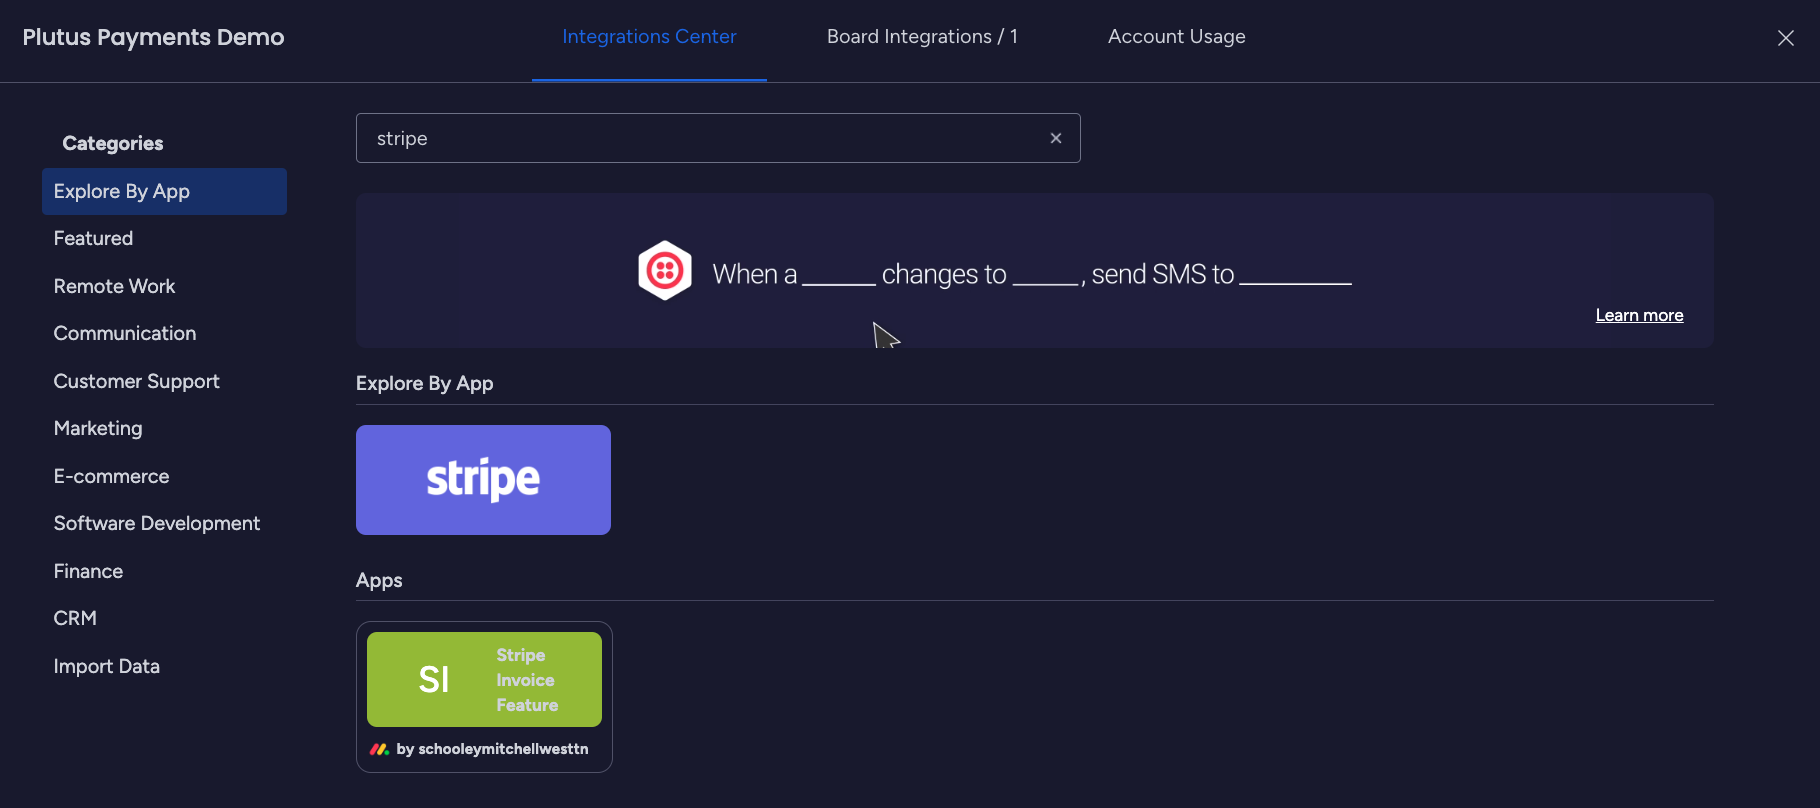 Plutus Payments Demo
Integrations Center
Board Integrations / 1
Account Usage
Categories
Explore By App
Featured
Remote Work
Communication
Customer Support
Marketing
E-commerce
Software Development
Finance
CRM
Import Data
stripe
When a ______ changes to _____, send SMS to ________
Learn more
Explore By App
stripe
Apps
SI
Stripe
Invoice
Feature
by schooleymitchellwesttn